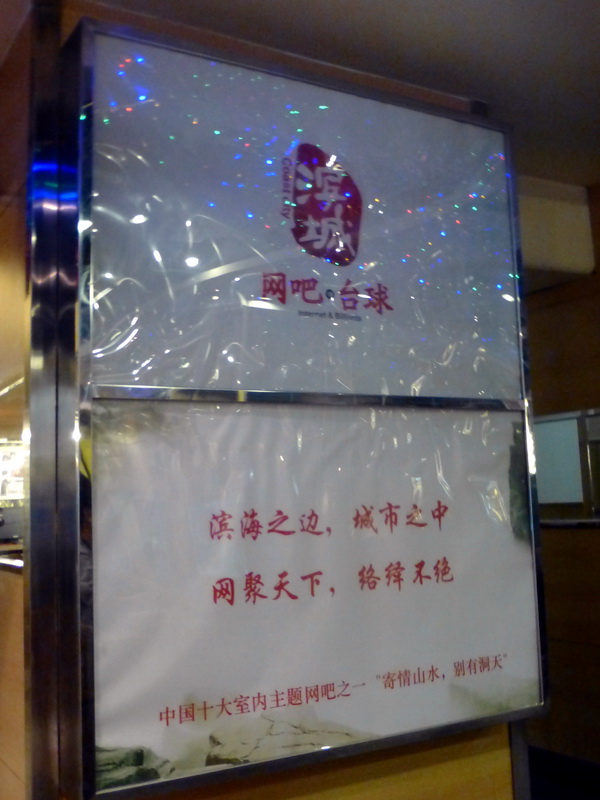 滨城
网吧·台球
Internet & Billiards
滨海之边，城市之中
网聚天下，络绎不绝
中国十大室内主题网吧之一“寄情山水，别有洞天”